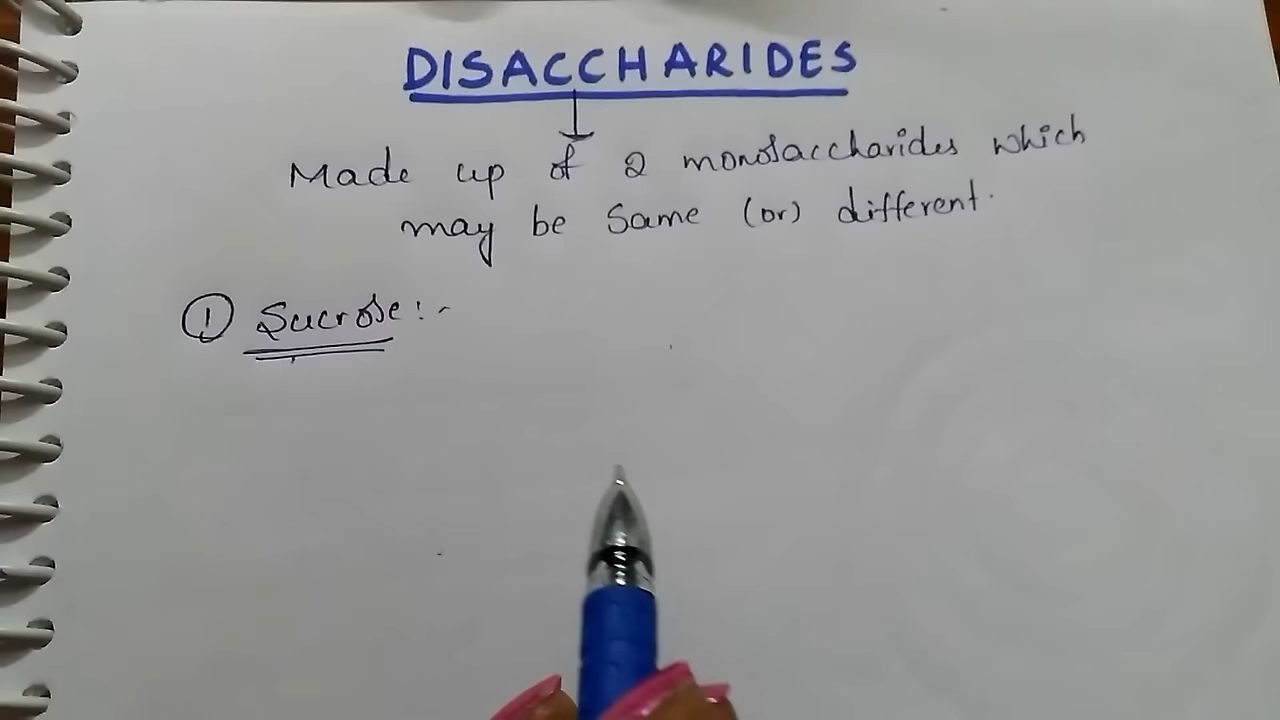 DISACCHARIDES
Made up of 2 monosaccharides which
may be Same (or) different.
① Sucrose:-